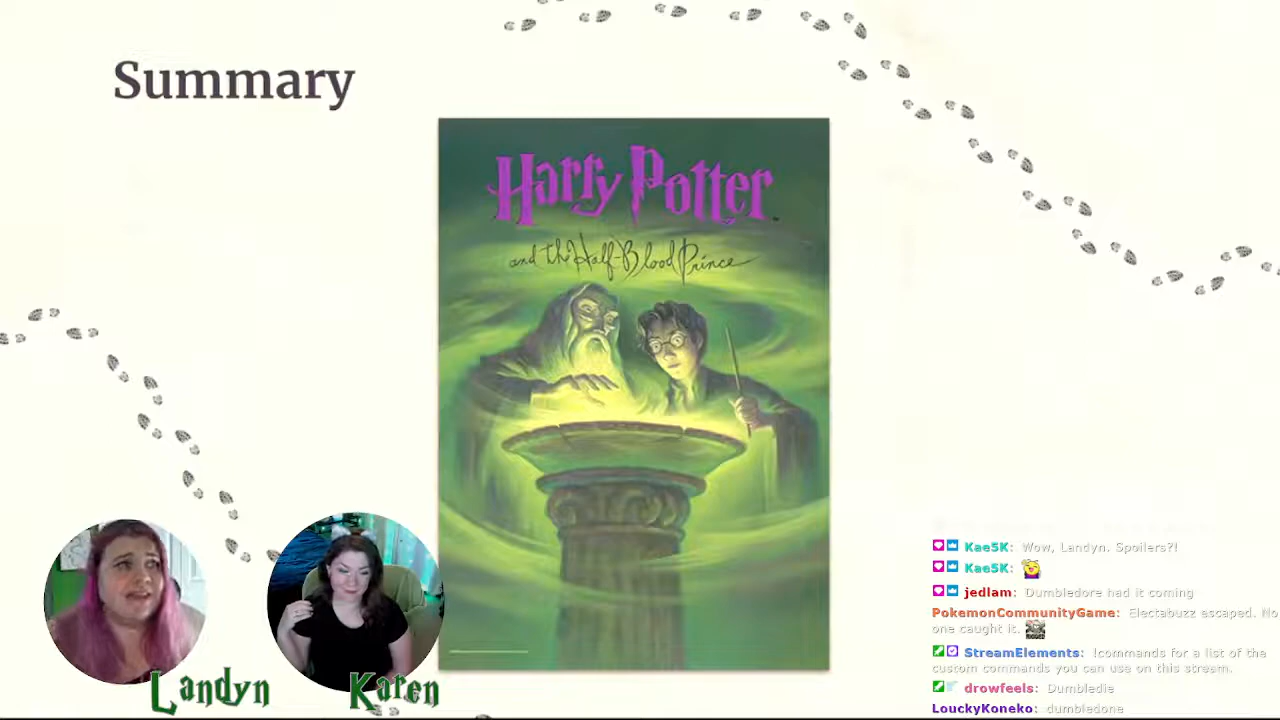 Summary
Harry Potter
and the Half-Blood Prince
Landyn
Karen
Kae5K: Wow, Landyn. Spoilers?!
Kae5K:
jedlam: Dumbledore had it coming
PokemonCommunityGame: Electabuzz escaped. No
one caught it.
StreamElements: !commands for a list of the
custom commands you can use on this stream.
drowfeels: Dumbledie
LouckyKoneko: dumbledone